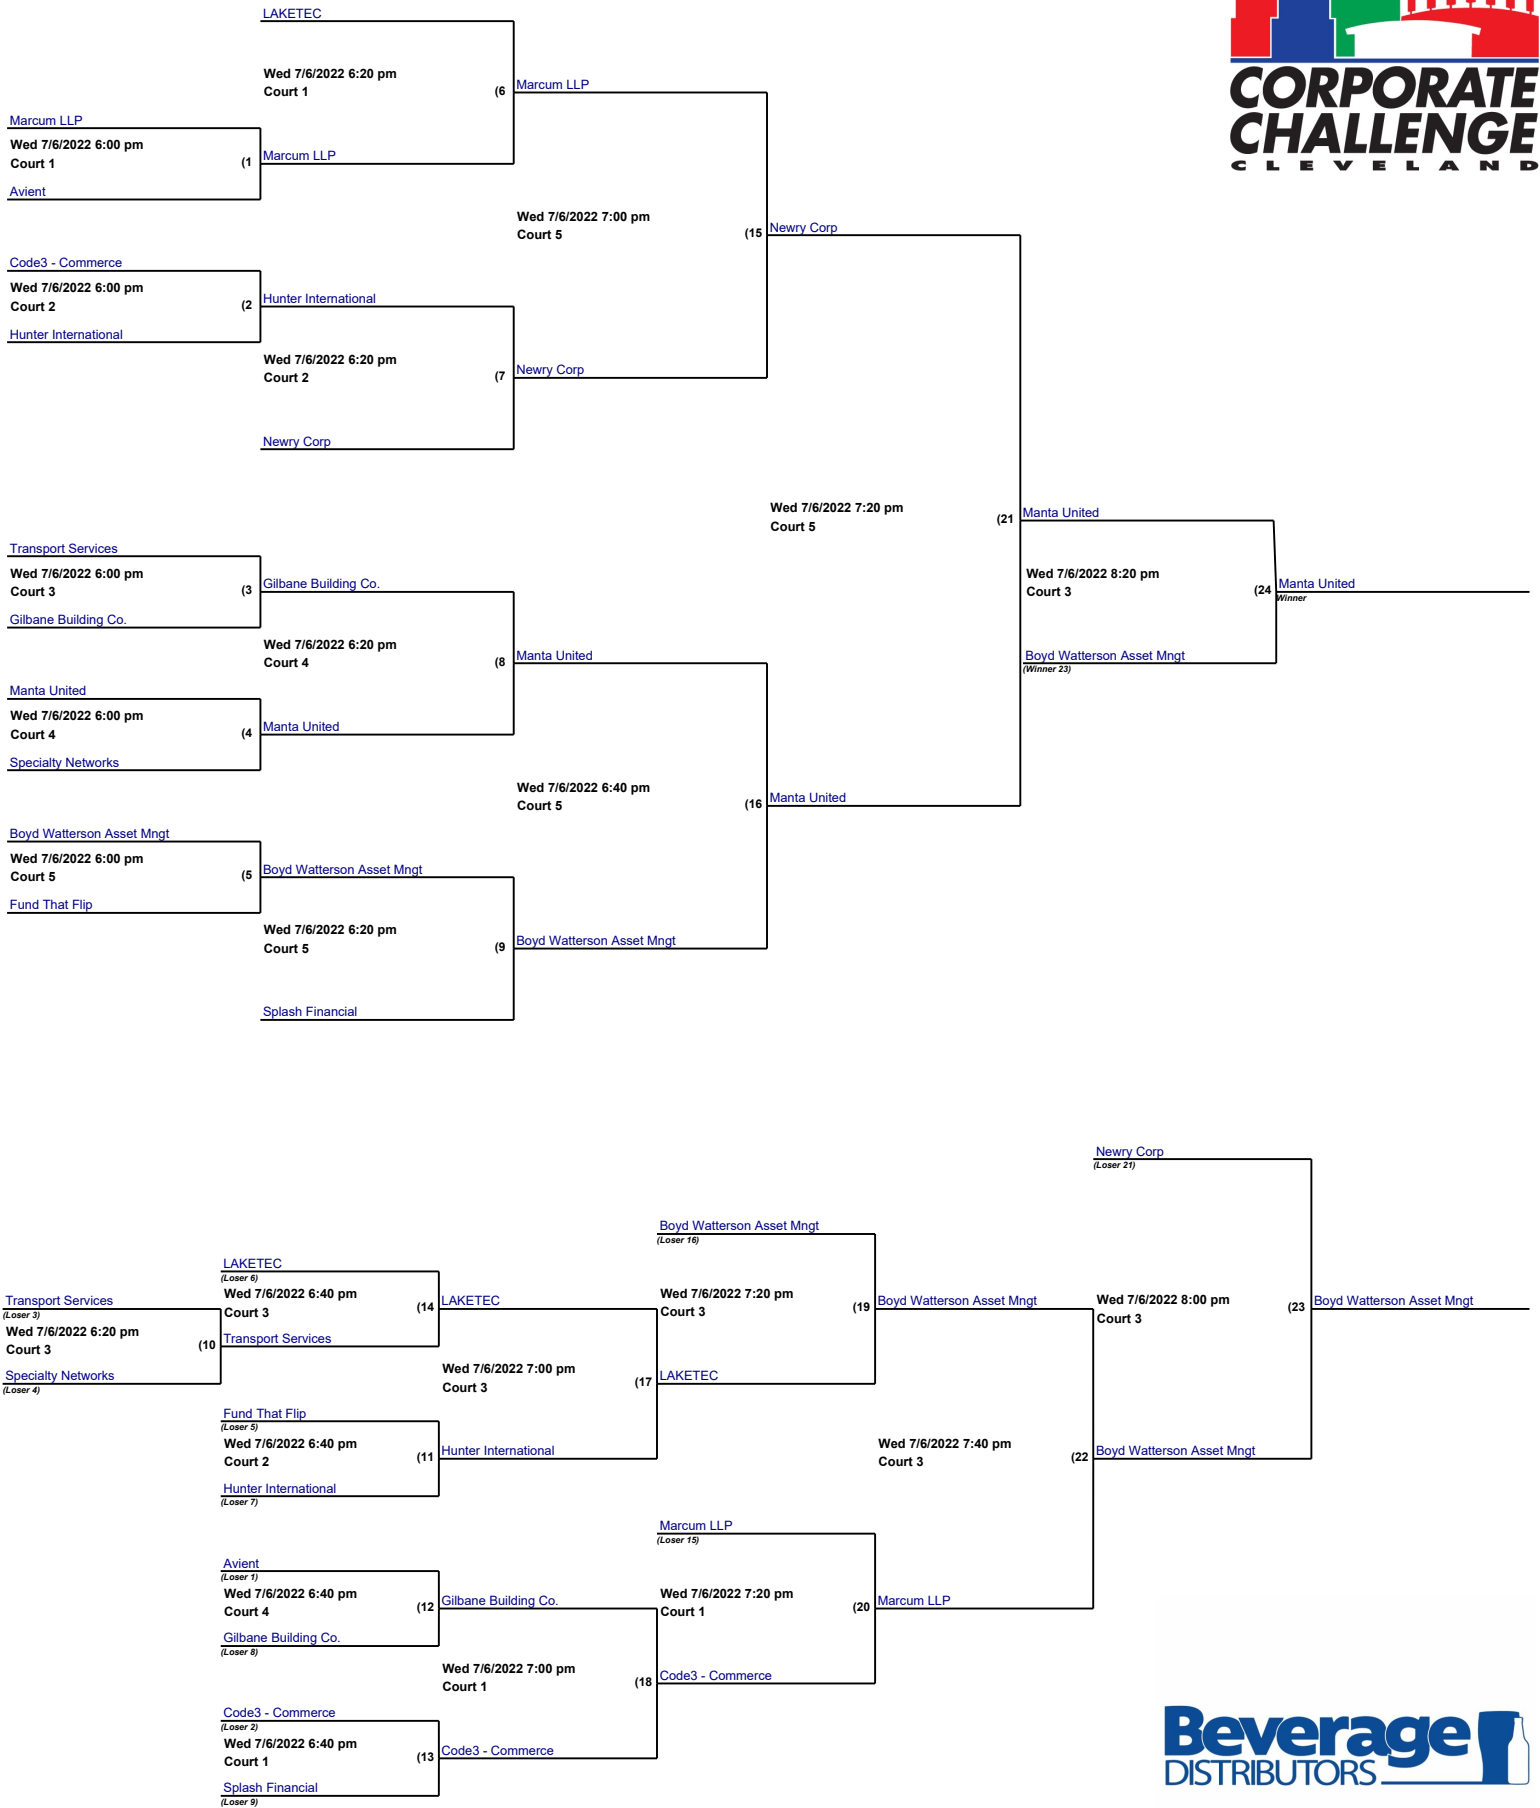 LAKETEC
Wed 7/6/2022 6:20 pm
Court 1
(6
Marcum LLP
CORPORATE
CHALLENGE
CLEVELAND
Marcum LLP
Wed 7/6/2022 6:00 pm
Court 1
(1
Marcum LLP
Avient
Wed 7/6/2022 7:00 pm
Court 5
(15
Newry Corp
Code3 - Commerce
Wed 7/6/2022 6:00 pm
Court 2
(2
Hunter International
Hunter International
Wed 7/6/2022 6:20 pm
Court 2
(7
Newry Corp
Newry Corp
Wed 7/6/2022 7:20 pm
Court 5
(21
Manta United
Transport Services
Wed 7/6/2022 6:00 pm
Court 3
(3
Gilbane Building Co.
Gilbane Building Co.
Wed 7/6/2022 8:20 pm
Court 3
(24
Manta United
Winner
Wed 7/6/2022 6:20 pm
Court 4
(8
Manta United
Boyd Watterson Asset Mngt
(Winner 23)
Manta United
Wed 7/6/2022 6:00 pm
Court 4
(4
Manta United
Specialty Networks
Wed 7/6/2022 6:40 pm
Court 5
(16
Manta United
Boyd Watterson Asset Mngt
Wed 7/6/2022 6:00 pm
Court 5
(5
Boyd Watterson Asset Mngt
Fund That Flip
Wed 7/6/2022 6:20 pm
Court 5
(9
Boyd Watterson Asset Mngt
Splash Financial
Newry Corp
(Loser 21)
Boyd Watterson Asset Mngt
(Loser 16)
LAKETEC
(Loser 6)
Wed 7/6/2022 6:40 pm
Court 3
(14
LAKETEC
Wed 7/6/2022 7:20 pm
Court 3
(19
Boyd Watterson Asset Mngt
Wed 7/6/2022 8:00 pm
Court 3
(23
Boyd Watterson Asset Mngt
Transport Services
(Loser 3)
Wed 7/6/2022 6:20 pm
Court 3
(10
Transport Services
Specialty Networks
(Loser 4)
Wed 7/6/2022 7:00 pm
Court 3
(17
LAKETEC
Fund That Flip
(Loser 5)
Wed 7/6/2022 6:40 pm
Court 2
(11
Hunter International
Hunter International
(Loser 7)
Wed 7/6/2022 7:40 pm
Court 3
(22
Boyd Watterson Asset Mngt
Marcum LLP
(Loser 15)
Avient
(Loser 1)
Wed 7/6/2022 6:40 pm
Court 4
(12
Gilbane Building Co.
Wed 7/6/2022 7:20 pm
Court 1
(20
Marcum LLP
Gilbane Building Co.
(Loser 8)
Wed 7/6/2022 7:00 pm
Court 1
(18
Code3 - Commerce
Code3 - Commerce
(Loser 2)
Wed 7/6/2022 6:40 pm
Court 1
(13
Code3 - Commerce
Splash Financial
(Loser 9)
Beverage
DISTRIBUTORS